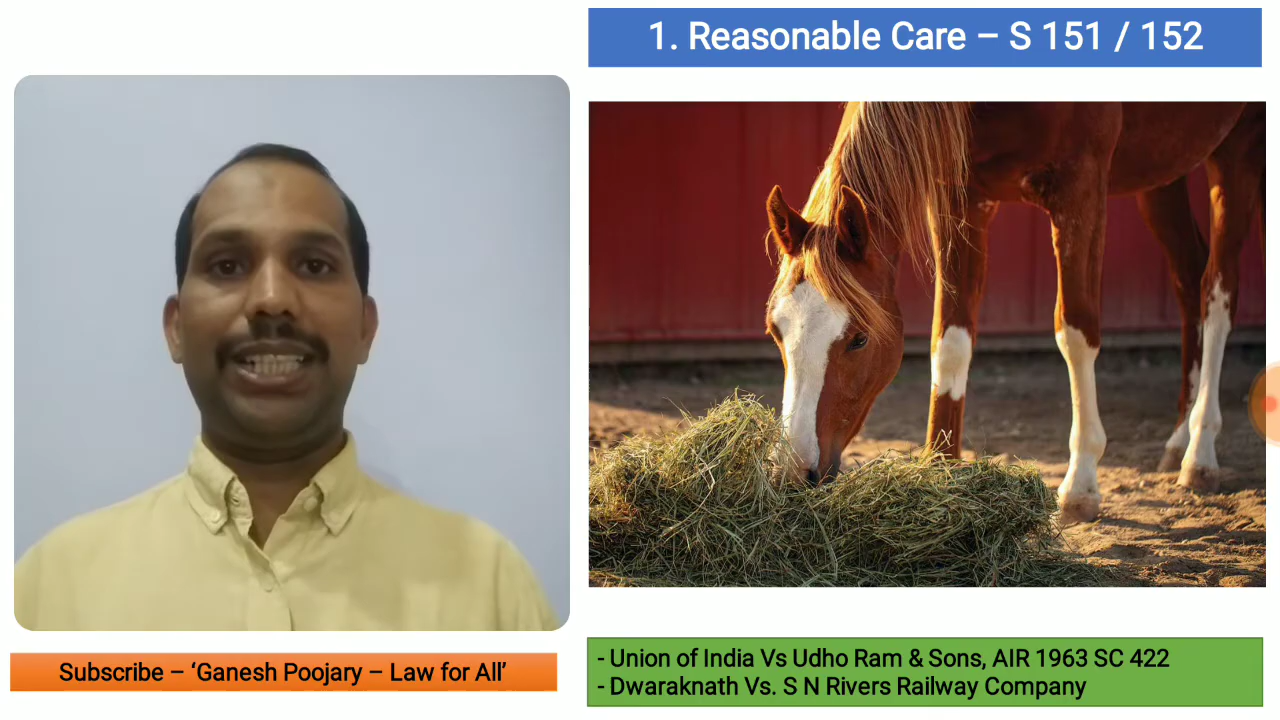 1. Reasonable Care – S 151 / 152
Subscribe – ‘Ganesh Poojary – Law for All’
- Union of India Vs Udho Ram & Sons, AIR 1963 SC 422
- Dwaraknath Vs. S N Rivers Railway Company